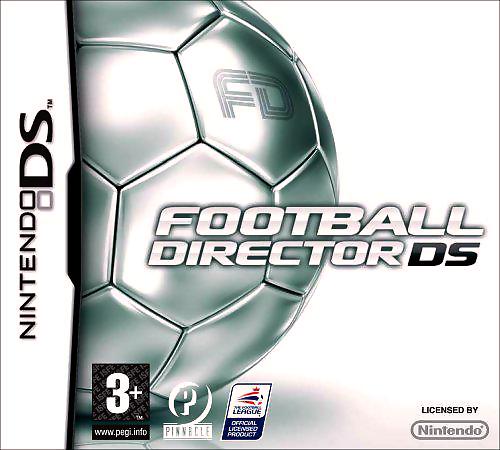 NINTENDO DS™
FD
FOOTBALL
DIRECTOR DS
3+
www.pegi.info
P
PINNACLE
THE FOOTBALL
LEAGUE
OFFICIAL
LICENSED
PRODUCT
LICENSED BY
Nintendo